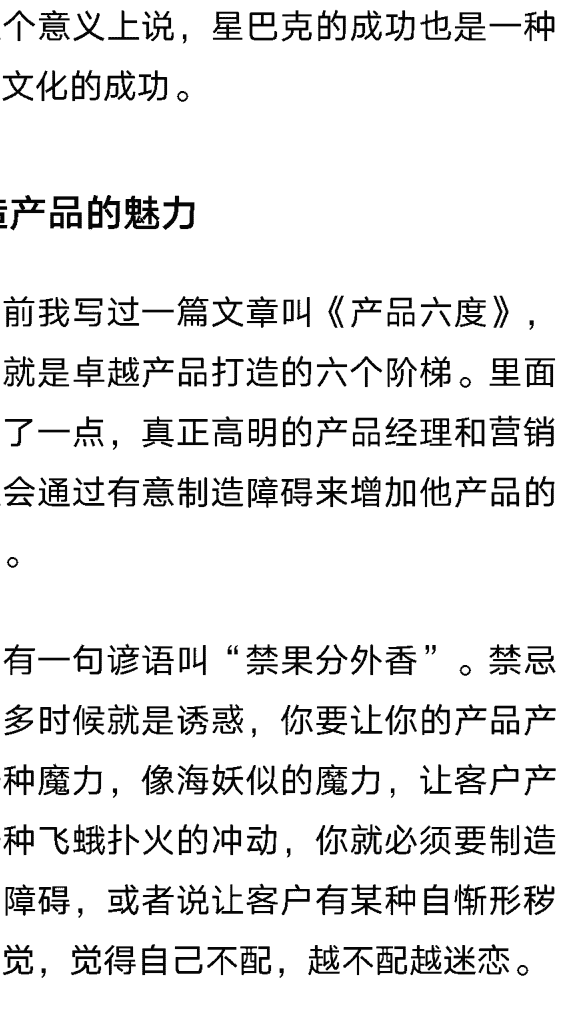 个意义上说，星巴克的成功也是一种
文化的成功。
造产品的魅力
前我写过一篇文章叫《产品六度》，
就是卓越产品打造的六个阶梯。里面
了一点，真正高明的产品经理和营销
会通过有意制造障碍来增加他产品的
。
有一句谚语叫“禁果分外香”。禁忌
多时候就是诱惑，你要让你的产品产
种魔力，像海妖似的魔力，让客户产
种飞蛾扑火的冲动，你就必须要制造
障碍，或者说让客户有某种自惭形秽
觉，觉得自己不配，越不配越迷恋。